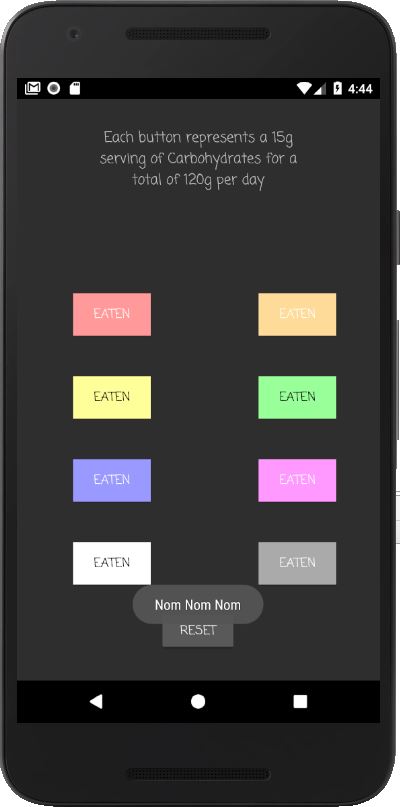 4:44
Each button represents a 15g
serving of Carbohydrates for a
total of 120g per day
EATEN EATEN
EATEN EATEN
EATEN EATEN
EATEN EATEN
Nom Nom Nom
RESET